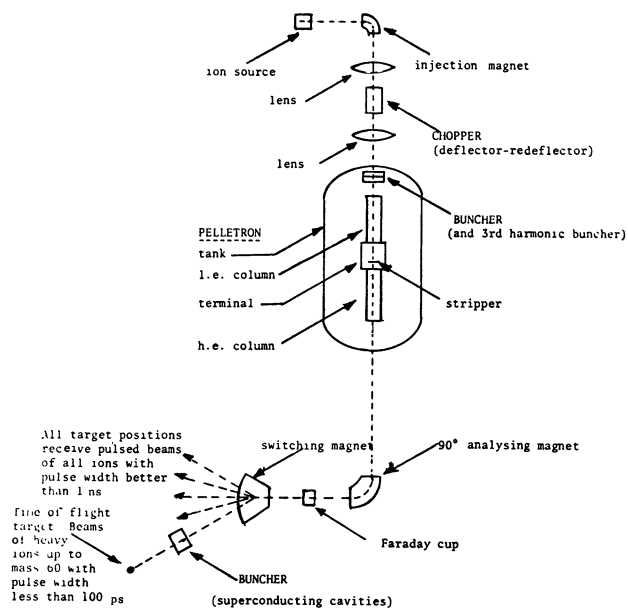 ion source
injection magnet
lens
CHOPPER
(deflector-redeflector)
lens
BUNCHER
(and 3rd harmonic buncher)
PELLETRON
tank
l.e. column
terminal
stripper
h.e. column
All target positions
receive pulsed beams
of all ions with
pulse width better
than 1 ns
switching magnet
90° analysing magnet
Time of flight
target Beams
of heavy
ions up to
mass 60 with
pulse width
less than 100 ps
Faraday cup
BUNCHER
(superconducting cavities)